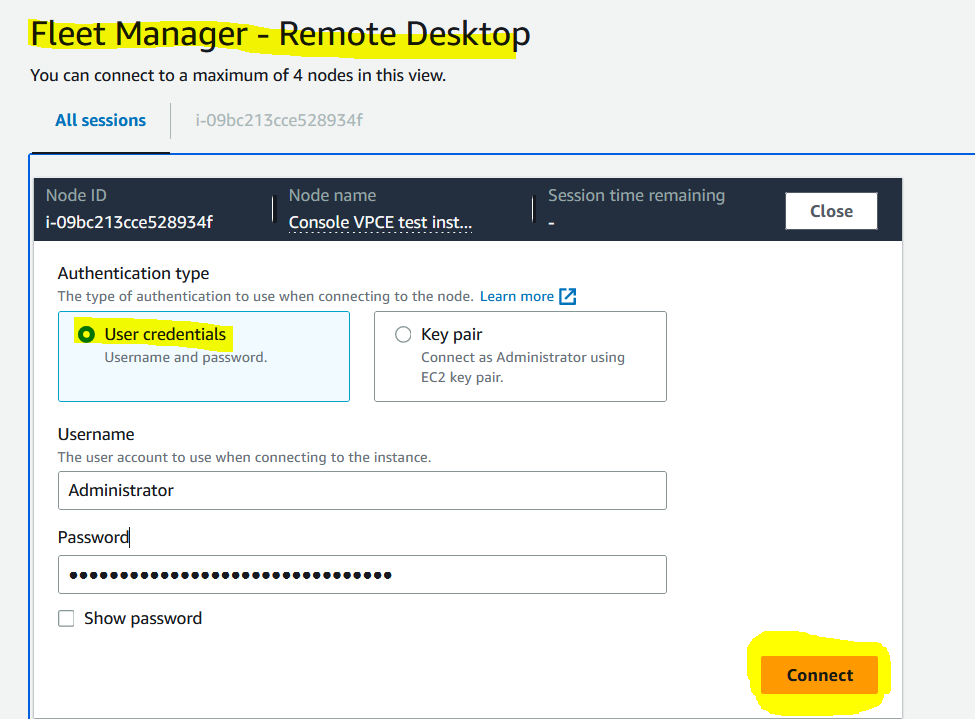 Fleet Manager - Remote Desktop
You can connect to a maximum of 4 nodes in this view.
All sessions
i-09bc213cce528934f
Node ID
i-09bc213cce528934f
Node name
Console VPCE test inst...
Session time remaining
-
Close
Authentication type
The type of authentication to use when connecting to the node. Learn more
User credentials
Username and password.
Key pair
Connect as Administrator using
EC2 key pair.
Username
The user account to use when connecting to the instance.
Administrator
Password
••••••••••••••••••••••••••••••••
Show password
Connect